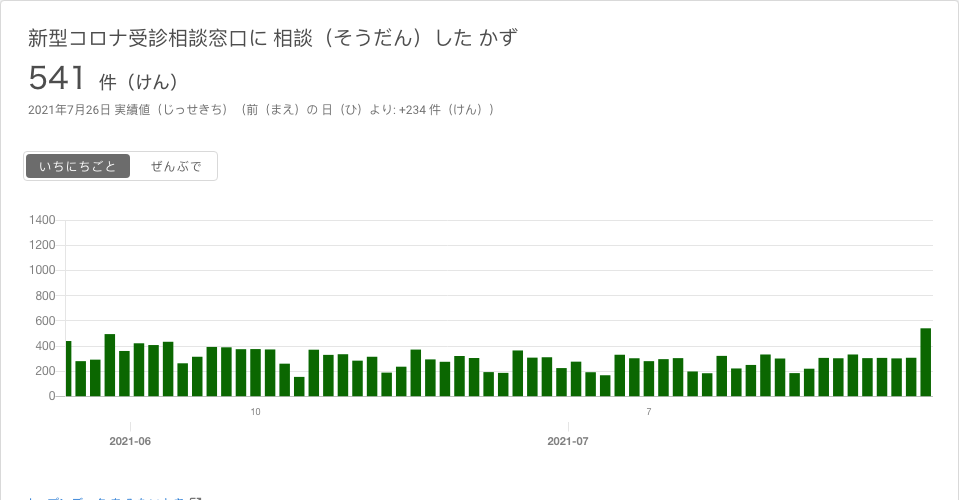 新型コロナ受診相談窓口に 相談（そうだん）した かず
541 件（けん）
2021年7月26日 実績値（じっせきち）（前（まえ）の 日（ひ）より: +234 件（けん））
いちにちごと ぜんぶで
1400
1200
1000
800
600
400
200
0
10 7
2021-06 2021-07